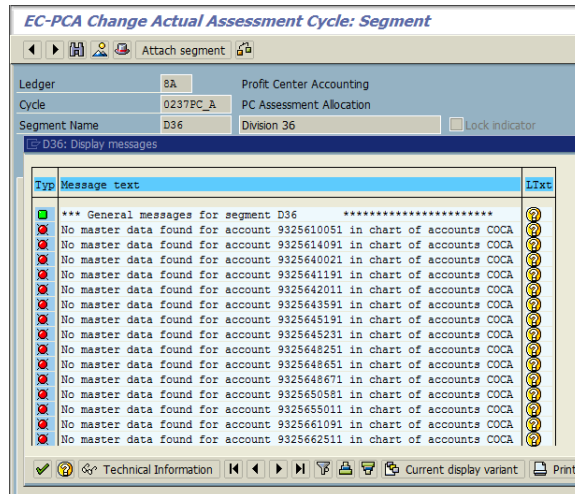 EC-PCA Change Actual Assessment Cycle: Segment
Attach segment
Ledger 8A Profit Center Accounting
Cycle 0237PC_A PC Assessment Allocation
Segment Name D36 Division 36 Lock indicator
D36: Display messages
Typ Message text LTxt
*** General messages for segment D36 ***********************
No master data found for account 9325610051 in chart of accounts COCA
No master data found for account 9325614091 in chart of accounts COCA
No master data found for account 9325640021 in chart of accounts COCA
No master data found for account 9325641191 in chart of accounts COCA
No master data found for account 9325642011 in chart of accounts COCA
No master data found for account 9325643591 in chart of accounts COCA
No master data found for account 9325645191 in chart of accounts COCA
No master data found for account 9325645231 in chart of accounts COCA
No master data found for account 9325648251 in chart of accounts COCA
No master data found for account 9325648651 in chart of accounts COCA
No master data found for account 9325648671 in chart of accounts COCA
No master data found for account 9325650581 in chart of accounts COCA
No master data found for account 9325655011 in chart of accounts COCA
No master data found for account 9325661091 in chart of accounts COCA
No master data found for account 9325662511 in chart of accounts COCA
Technical Information Current display variant Print